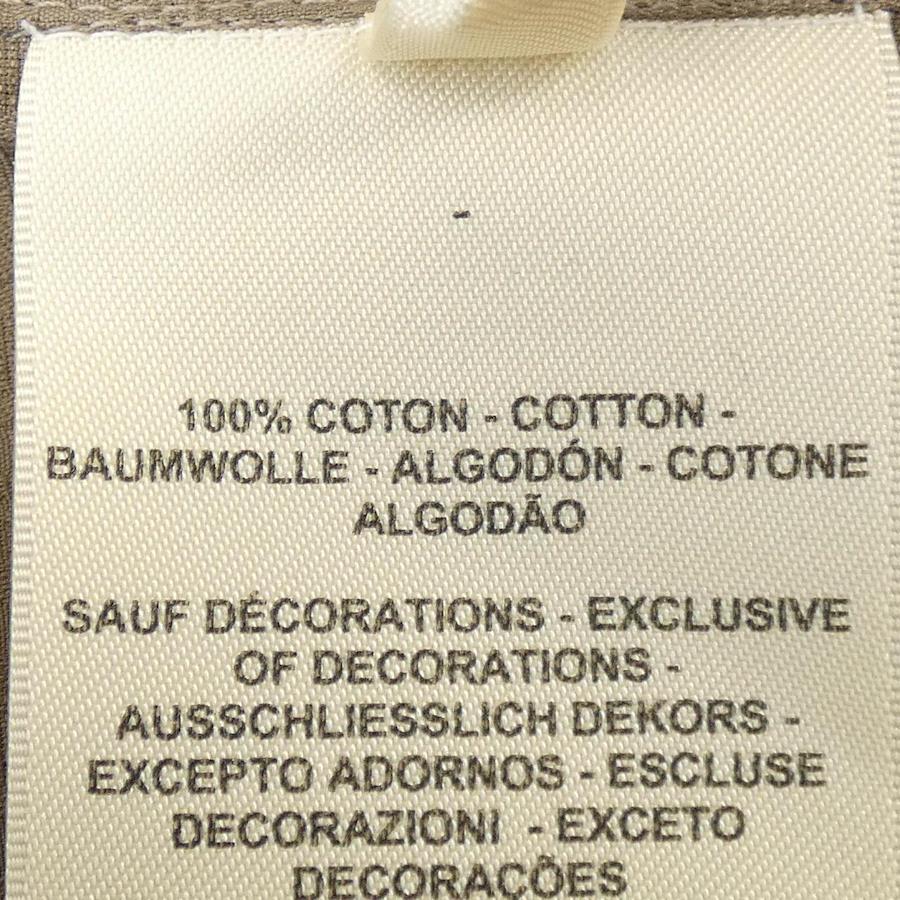 -
100% COTON - COTTON -
BAUMWOLLE - ALGODÓN - COTONE
ALGODÃO
SAUF DÉCORATIONS - EXCLUSIVE
OF DECORATIONS -
AUSSCHLIESSLICH DEKORS -
EXCEPTO ADORNOS - ESCLUSE
DECORAZIONI - EXCETO
DECORAÇÕES